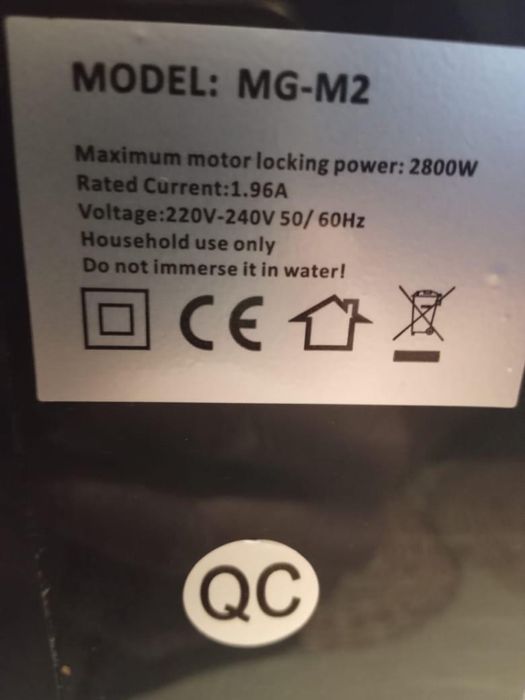 MODEL: MG-M2
Maximum motor locking power: 2800W
Rated Current:1.96A
Voltage:220V-240V 50/ 60Hz
Household use only
Do not immerse it in water!
CE
QC